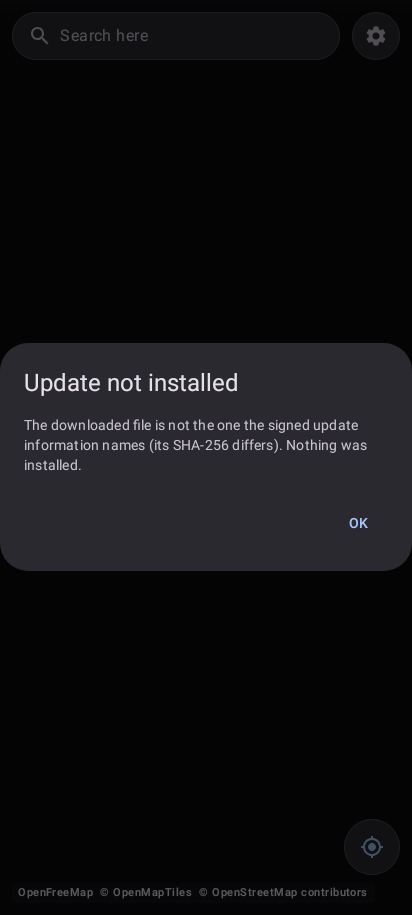 Search here
Update not installed
The downloaded file is not the one the signed update
information names (its SHA-256 differs). Nothing was
installed.
OK
OpenFreeMap © OpenMapTiles © OpenStreetMap contributors